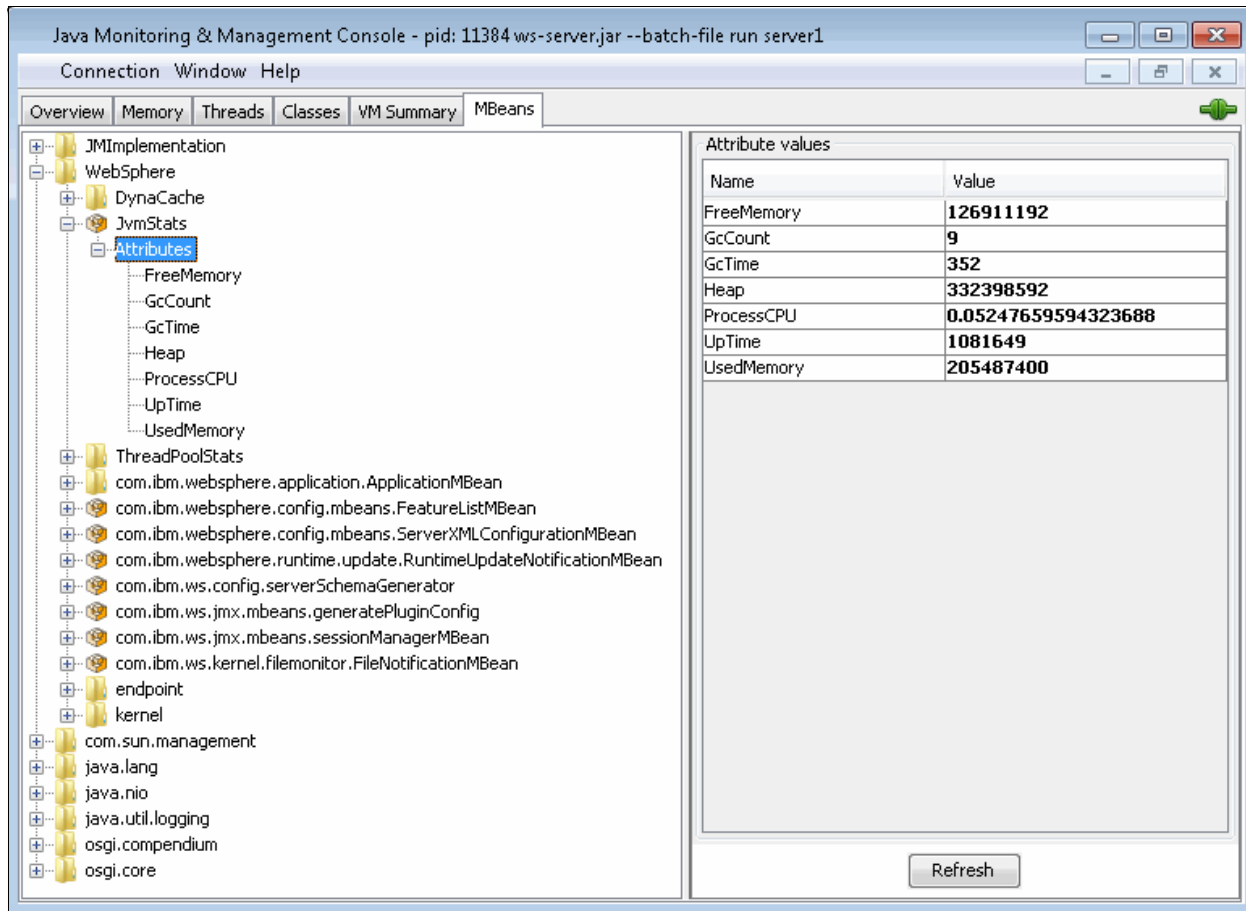 Java Monitoring & Management Console - pid: 11384 ws-server.jar --batch-file run server1
Connection Window Help
Overview Memory Threads Classes VM Summary MBeans
JMImplementation
WebSphere
DynaCache
JvmStats
Attributes
FreeMemory
GcCount
GcTime
Heap
ProcessCPU
UpTime
UsedMemory
ThreadPoolStats
com.ibm.websphere.application.ApplicationMBean
com.ibm.websphere.config.mbeans.FeatureListMBean
com.ibm.websphere.config.mbeans.ServerXMLConfigurationMBean
com.ibm.websphere.runtime.update.RuntimeUpdateNotificationMBean
com.ibm.ws.config.serverSchemaGenerator
com.ibm.ws.jmx.mbeans.generatePluginConfig
com.ibm.ws.jmx.mbeans.sessionManagerMBean
com.ibm.ws.kernel.filemonitor.FileNotificationMBean
endpoint
kernel
com.sun.management
java.lang
java.nio
java.util.logging
osgi.compendium
osgi.core
Attribute values
Name Value
FreeMemory 126911192
GcCount 9
GcTime 352
Heap 332398592
ProcessCPU 0.05247659594323688
UpTime 1081649
UsedMemory 205487400
Refresh